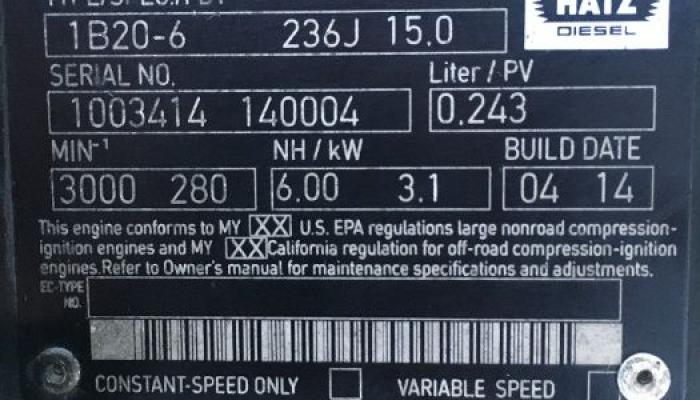 1B20-6 236J 15.0
HATZ
DIESEL
SERIAL NO. Liter / PV
1003414 140004 0.243
MIN⁻¹ NH / kW BUILD DATE
3000 280 6.00 3.1 04 14
This engine conforms to MY XX U.S. EPA regulations large nonroad compression-
ignition engines and MY XX California regulation for off-road compression-ignition
engines.Refer to Owner's manual for maintenance specifications and adjustments.
EC-TYPE
NO.
CONSTANT-SPEED ONLY VARIABLE SPEED